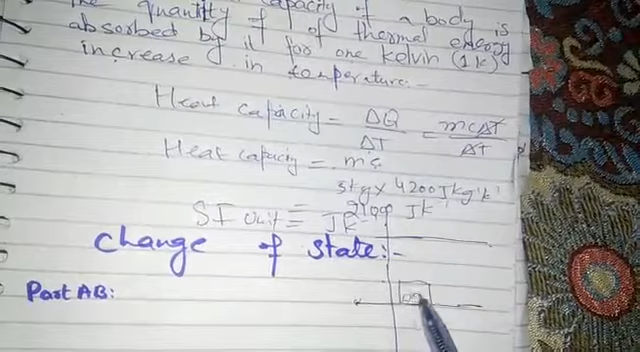 The quantity capacity of a body is
absorbed by it of thermal energy
increase for one kelvin (1K)
in temperature.-
Heat capacity = ΔQ/ΔT = mcΔT/ΔT
Heat capacity = mc
5kg x 4200 Jkg⁻¹k⁻¹
SI unit = JK⁻¹ Jk⁻¹
Change of state:-
Part AB: